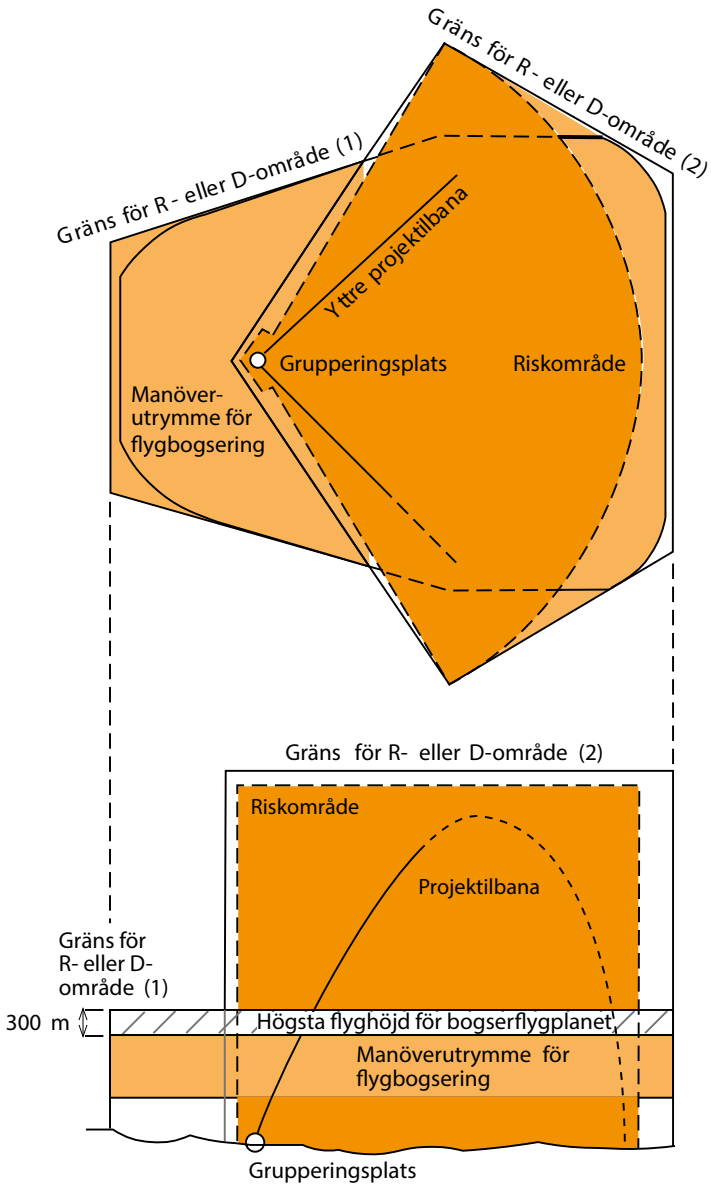 Gräns för R- eller D-område (2)
Gräns för R- eller D-område (1)
Yttre projektilbana
Grupperingsplats
Riskområde
Manöver-
utrymme för
flygbogsering
Gräns för R- eller D-område (2)
Riskområde
Projektilbana
Gräns för
R- eller D-
område (1)
300 m
Högsta flyghöjd för bogserflygplanet
Manöverutrymme för
flygbogsering
Grupperingsplats